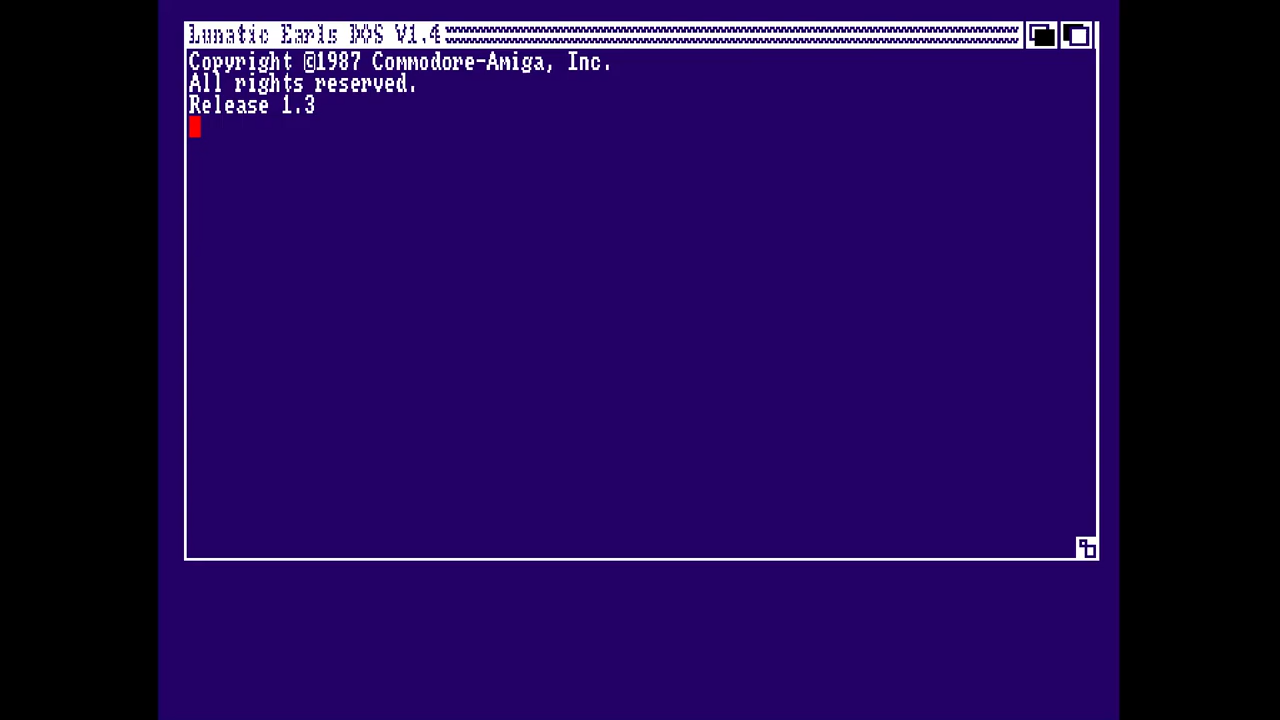 Lunatic Earls DOS V1.4
Copyright ©1987 Commodore-Amiga, Inc.
All rights reserved.
Release 1.3